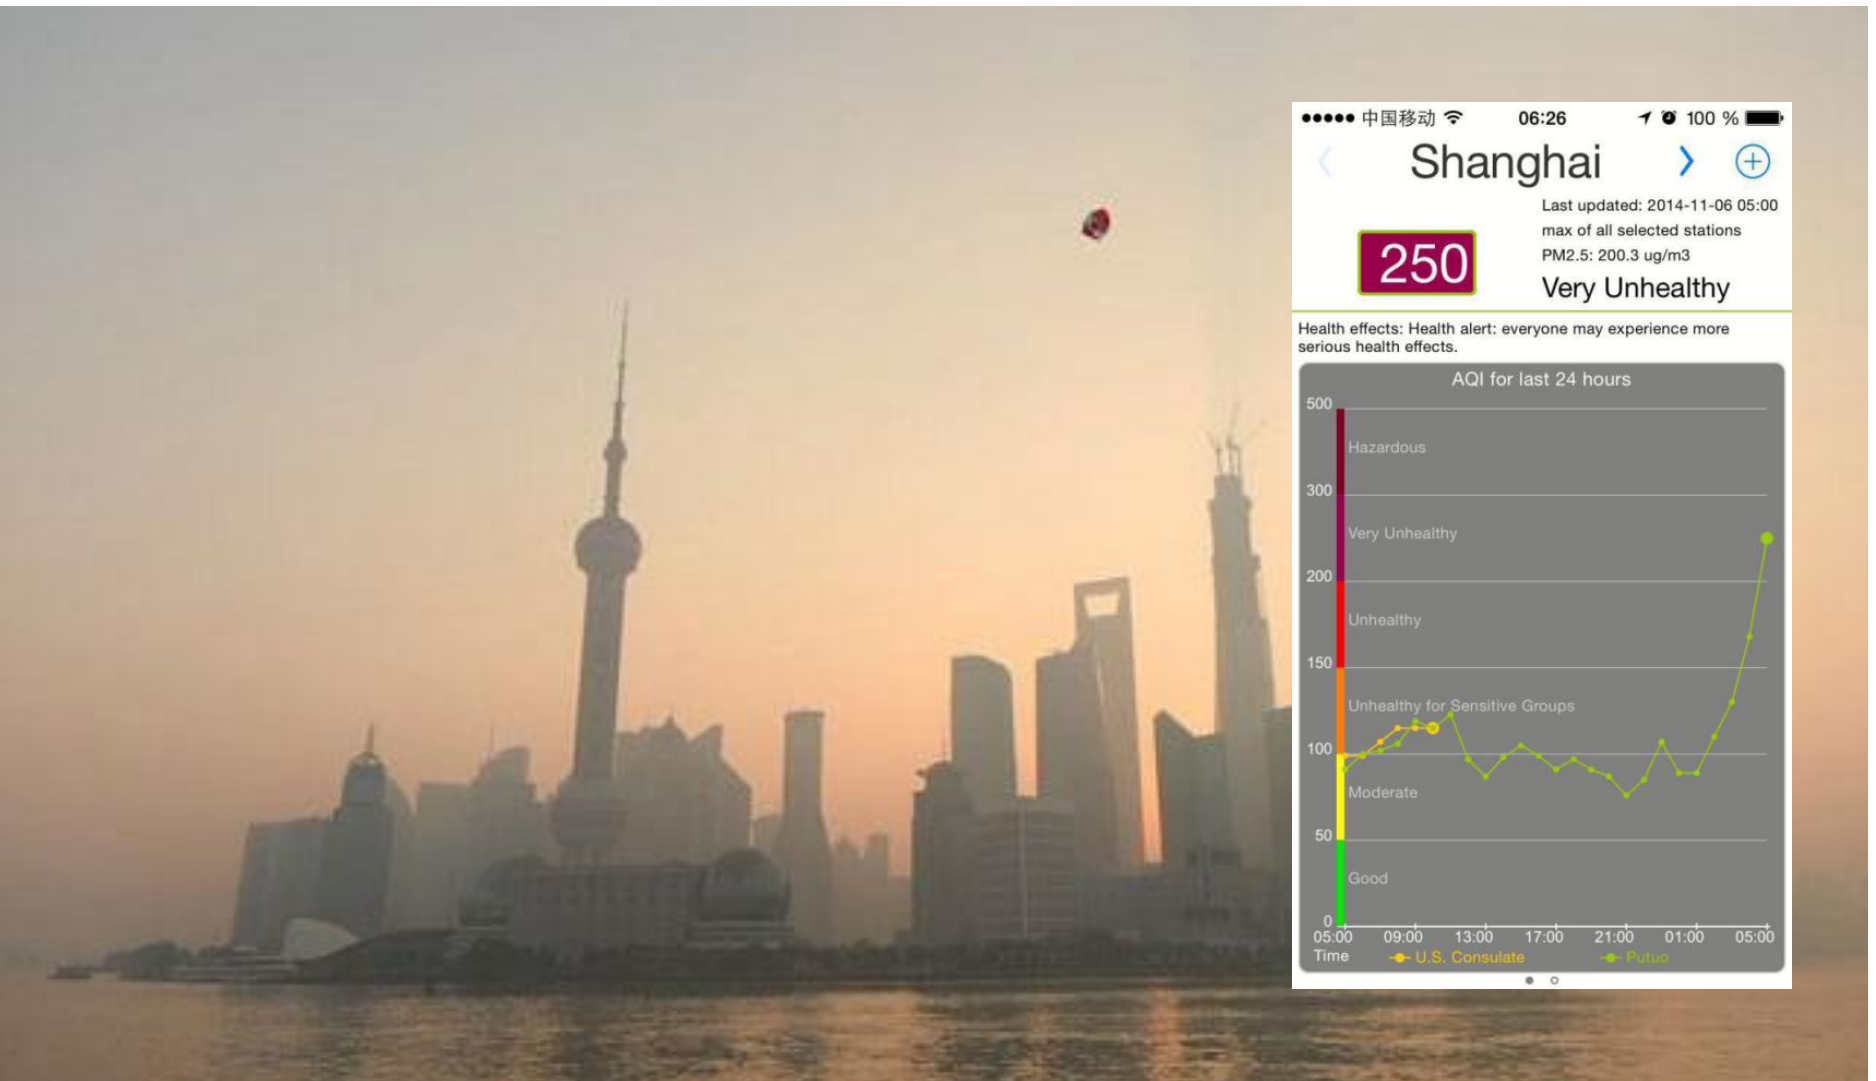 中国移动 06:26 100 %
Shanghai
Last updated: 2014-11-06 05:00
max of all selected stations
250
PM2.5: 200.3 ug/m3
Very Unhealthy
Health effects: Health alert: everyone may experience more
serious health effects.
AQI for last 24 hours
500
Hazardous
300
Very Unhealthy
200
Unhealthy
150
Unhealthy for Sensitive Groups
100
Moderate
50
Good
0
05:00 09:00 13:00 17:00 21:00 01:00 05:00
Time U.S. Consulate Putuo